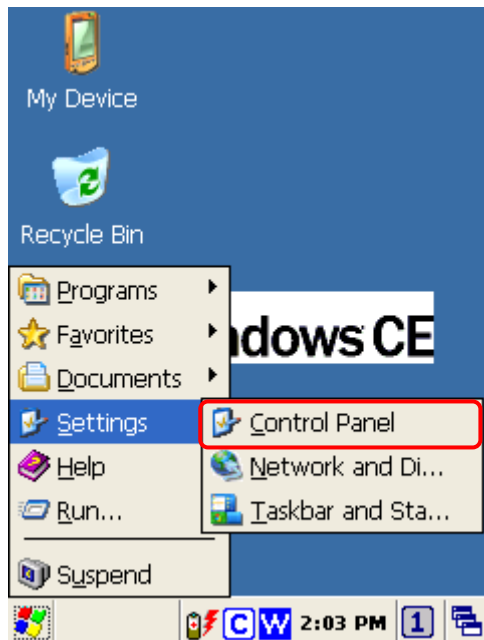 My Device
Recycle Bin
Programs
Favorites
ndows CE
Documents
Settings
Control Panel
Help
Network and Di...
Run...
Taskbar and Sta...
Suspend
C W 2:03 PM 1